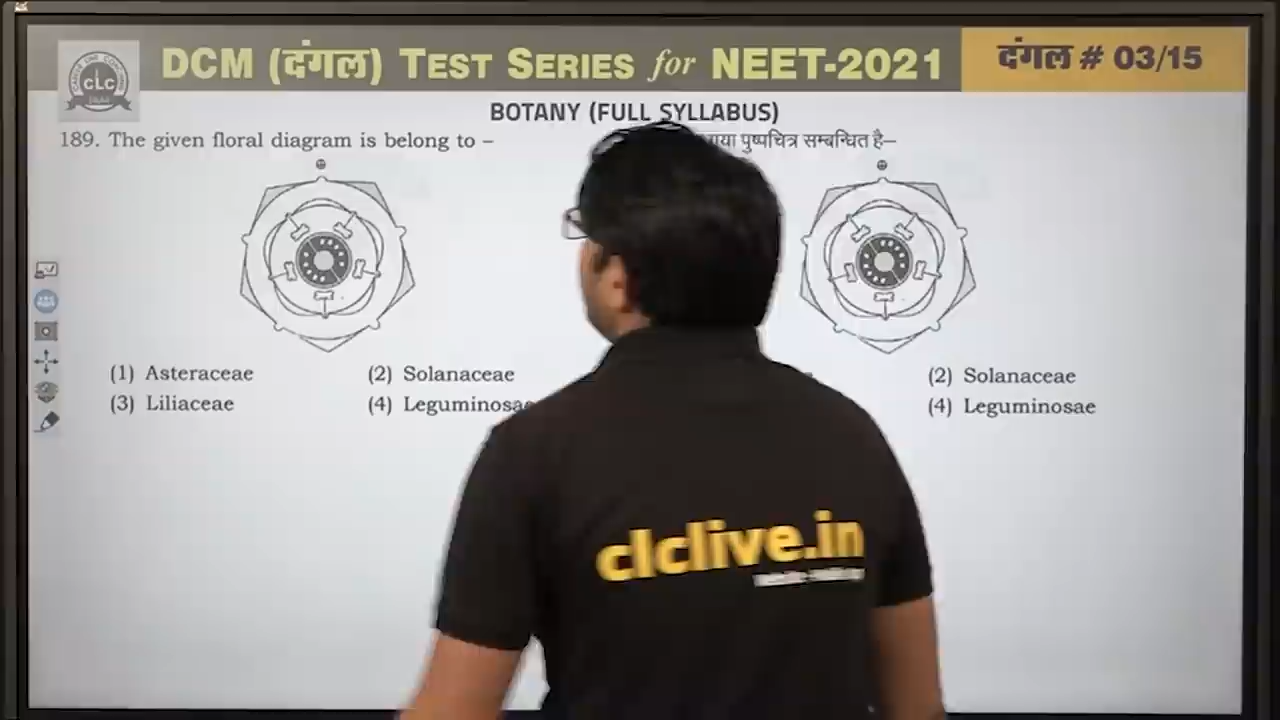 DCM (दंगल) TEST SERIES for NEET-2021
दंगल # 03/15
CLC
BOTANY (FULL SYLLABUS)
189. The given floral diagram is belong to –
गया पुष्पचित्र सम्बन्धित है–
(1) Asteraceae (2) Solanaceae
(3) Liliaceae (4) Leguminosae
(2) Solanaceae
(4) Leguminosae
clclive.in